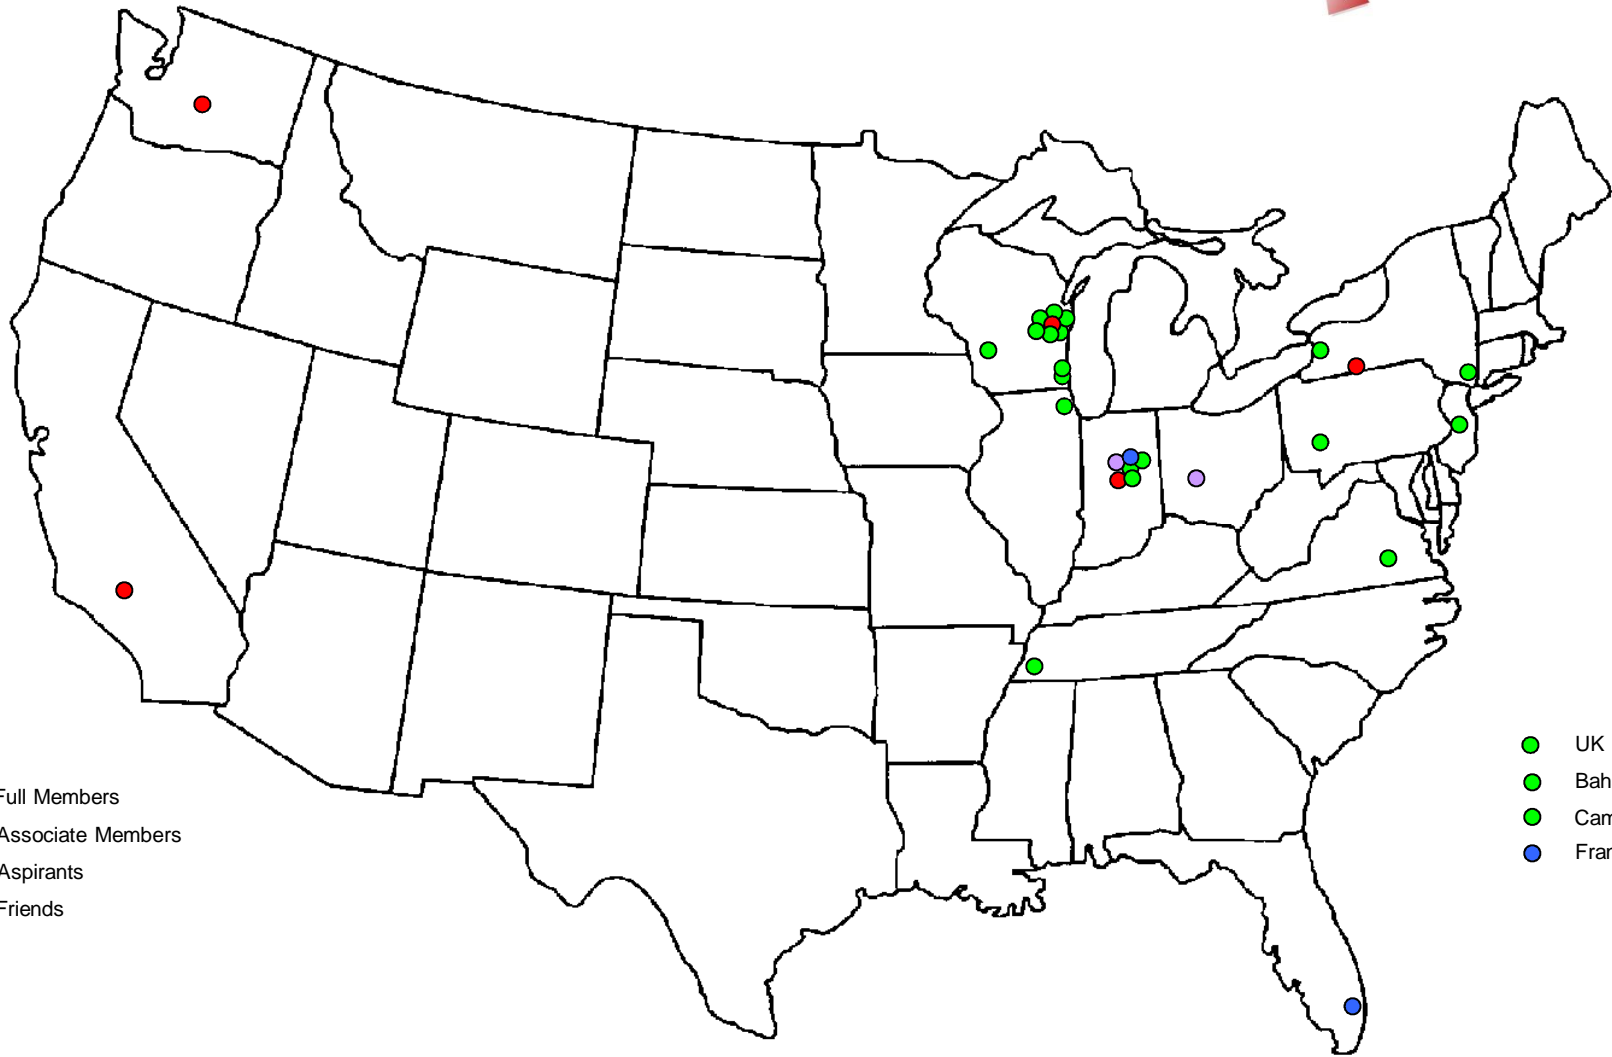 Full Members
Associate Members
Aspirants
Friends
UK
Bah
Cam
Fran